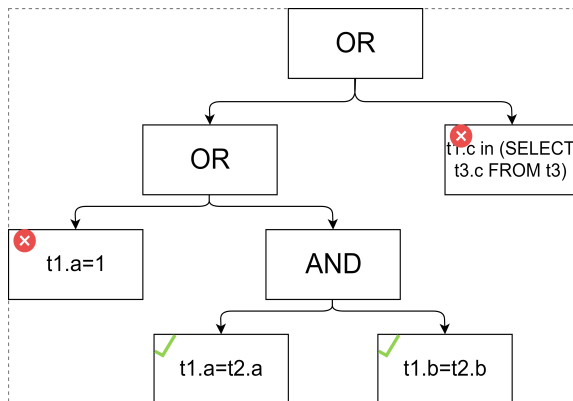 OR
OR
t1.c in (SELECT
t3.c FROM t3)
t1.a=1
AND
t1.a=t2.a
t1.b=t2.b